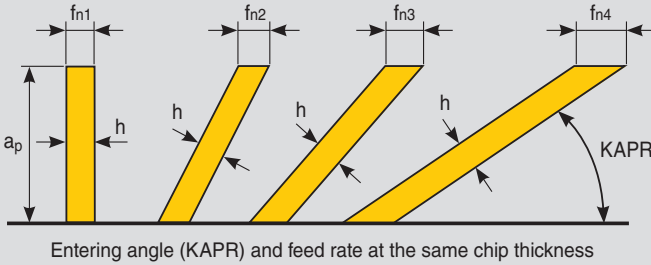 fn1 fn2 fn3 fn4
h
h
h
h
ap
KAPR
Entering angle (KAPR) and feed rate at the same chip thickness